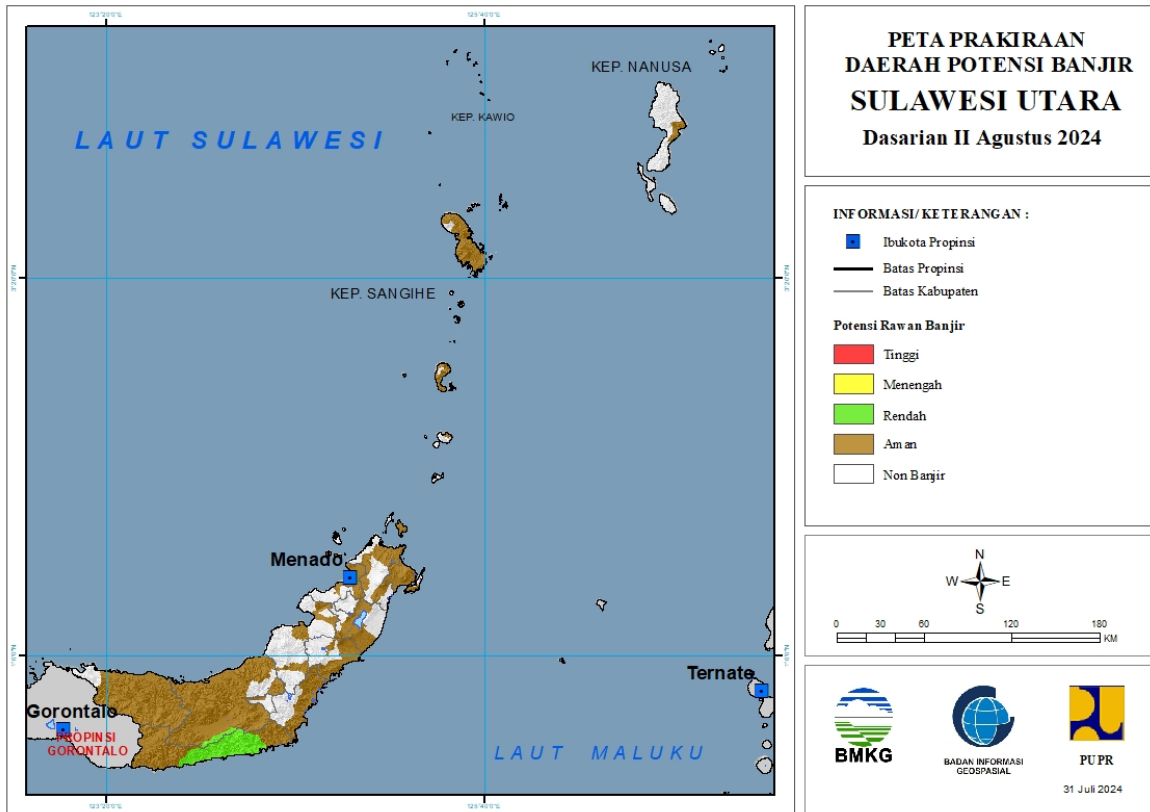 PETA PRAKIRAAN
DAERAH POTENSI BANJIR
SULAWESI UTARA
Dasarian II Agustus 2024
INFORMASI/KETERANGAN :
Ibukota Propinsi
Batas Propinsi
Batas Kabupaten
Potensi Rawan Banjir
Tinggi
Menengah
Rendah
Aman
Non Banjir
N
W E
S
0 30 60 120 180
KM
BMKG
BADAN INFORMASI
GEOSPASIAL
PUPR
31 Juli 2024
KEP. NANUSA
KEP. KAWIO
LAUT SULAWESI
KEP. SANGIHE
Menado
Ternate
Gorontalo
PROPINSI
GORONTALO
LAUT MALUKU